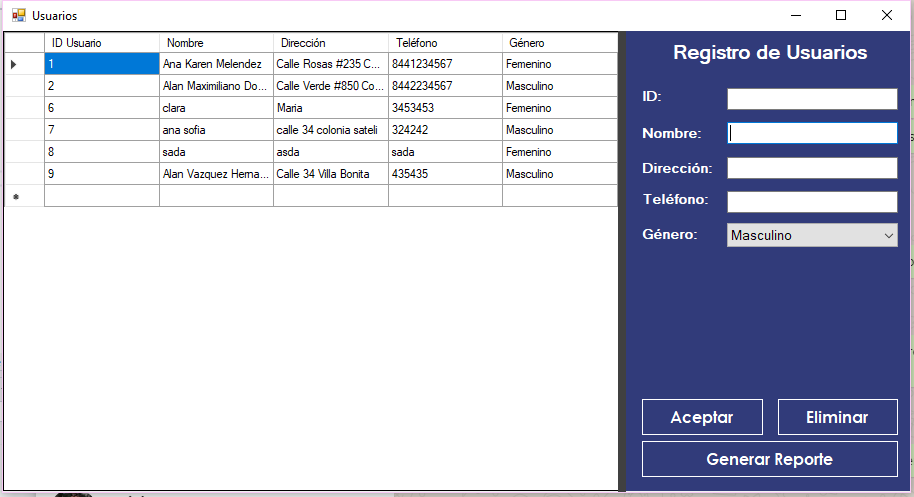 Usuarios
ID Usuario Nombre Dirección Teléfono Género
1 Ana Karen Melendez Calle Rosas #235 C... 8441234567 Femenino
2 Alan Maximiliano Do... Calle Verde #850 Co... 8442234567 Masculino
6 clara Maria 3453453 Femenino
7 ana sofia calle 34 colonia sateli 324242 Masculino
8 sada asda sada Femenino
9 Alan Vazquez Herna... Calle 34 Villa Bonita 435435 Masculino
Registro de Usuarios
ID:
Nombre:
Dirección:
Teléfono:
Género: Masculino
Aceptar Eliminar
Generar Reporte